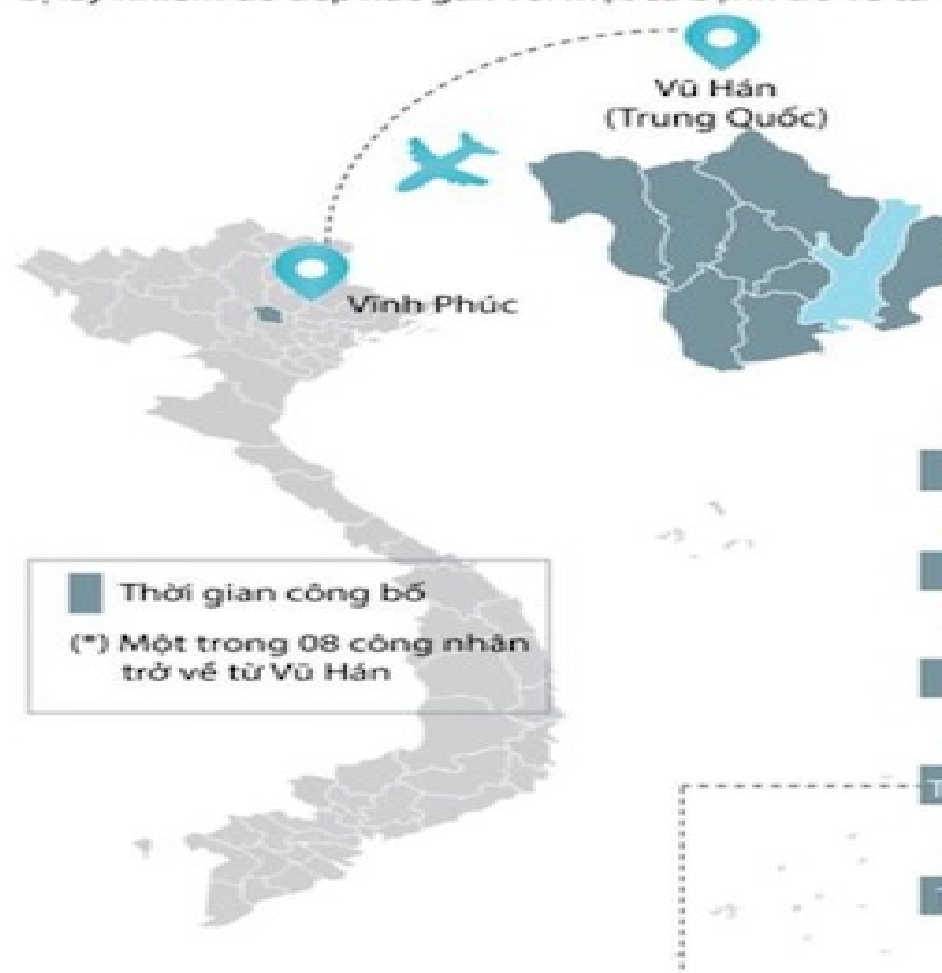 Vũ Hán
(Trung Quốc)
Vĩnh Phúc
Thời gian công bố
(*) Một trong 08 công nhân
trở về từ Vũ Hán